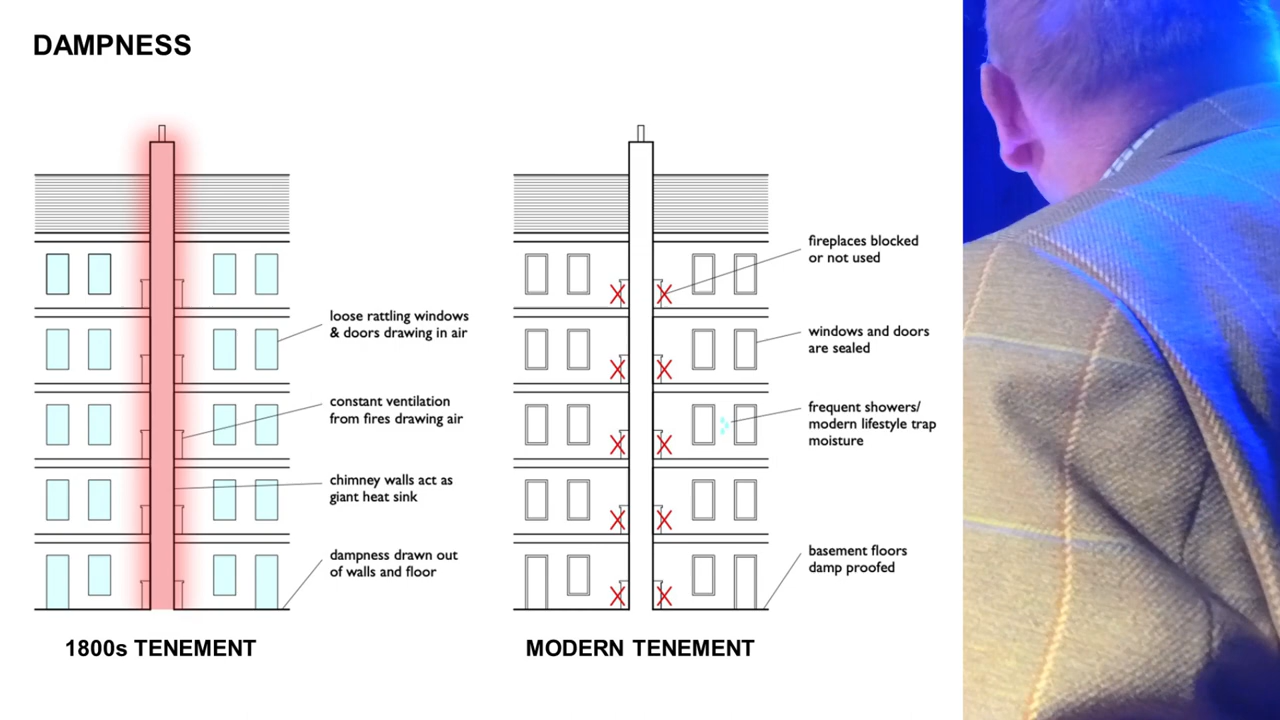 DAMPNESS
loose rattling windows
& doors drawing in air
constant ventilation
from fires drawing air
chimney walls act as
giant heat sink
dampness drawn out
of walls and floor
1800s TENEMENT
fireplaces blocked
or not used
windows and doors
are sealed
frequent showers/
modern lifestyle trap
moisture
basement floors
damp proofed
MODERN TENEMENT